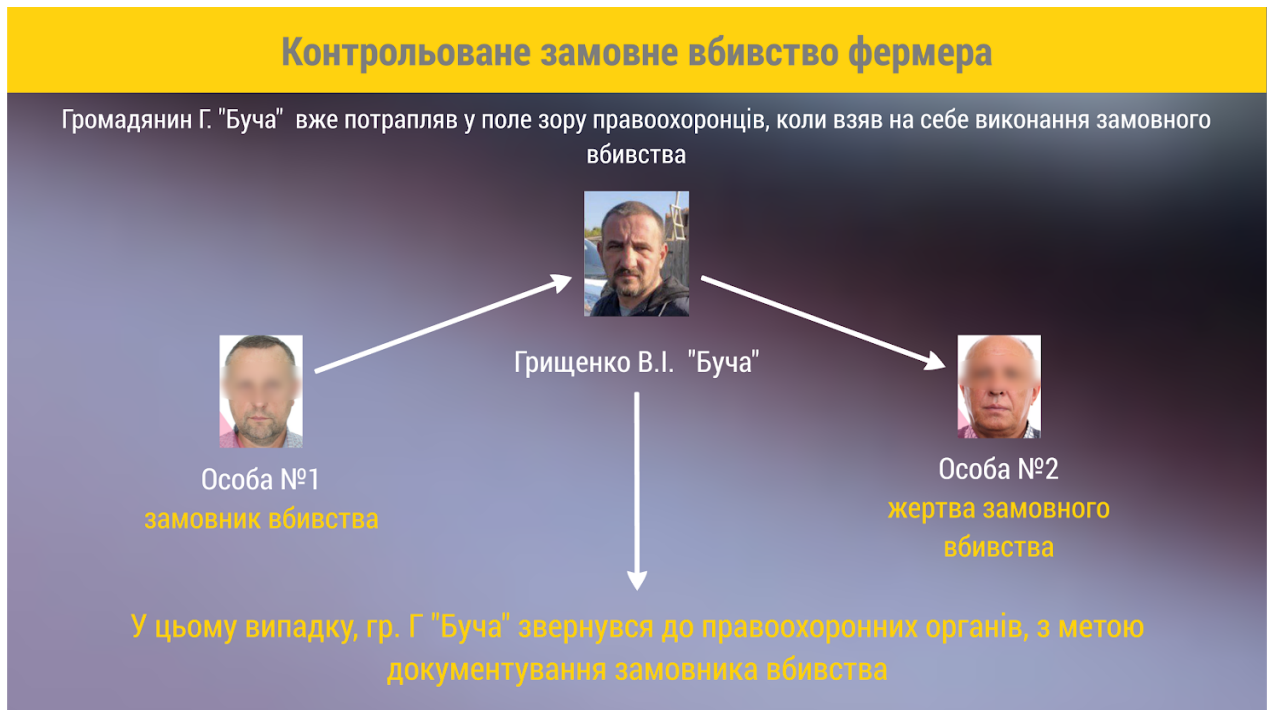 Контрольоване замовне вбивство фермера
Громадянин Г. "Буча" вже потрапляв у поле зору правоохоронців, коли взяв на себе виконання замовного
вбивства
Грищенко В.І. "Буча"
Особа №1
замовник вбивства
Особа №2
жертва замовного
вбивства
У цьому випадку, гр. Г "Буча" звернувся до правоохоронних органів, з метою
документування замовника вбивства